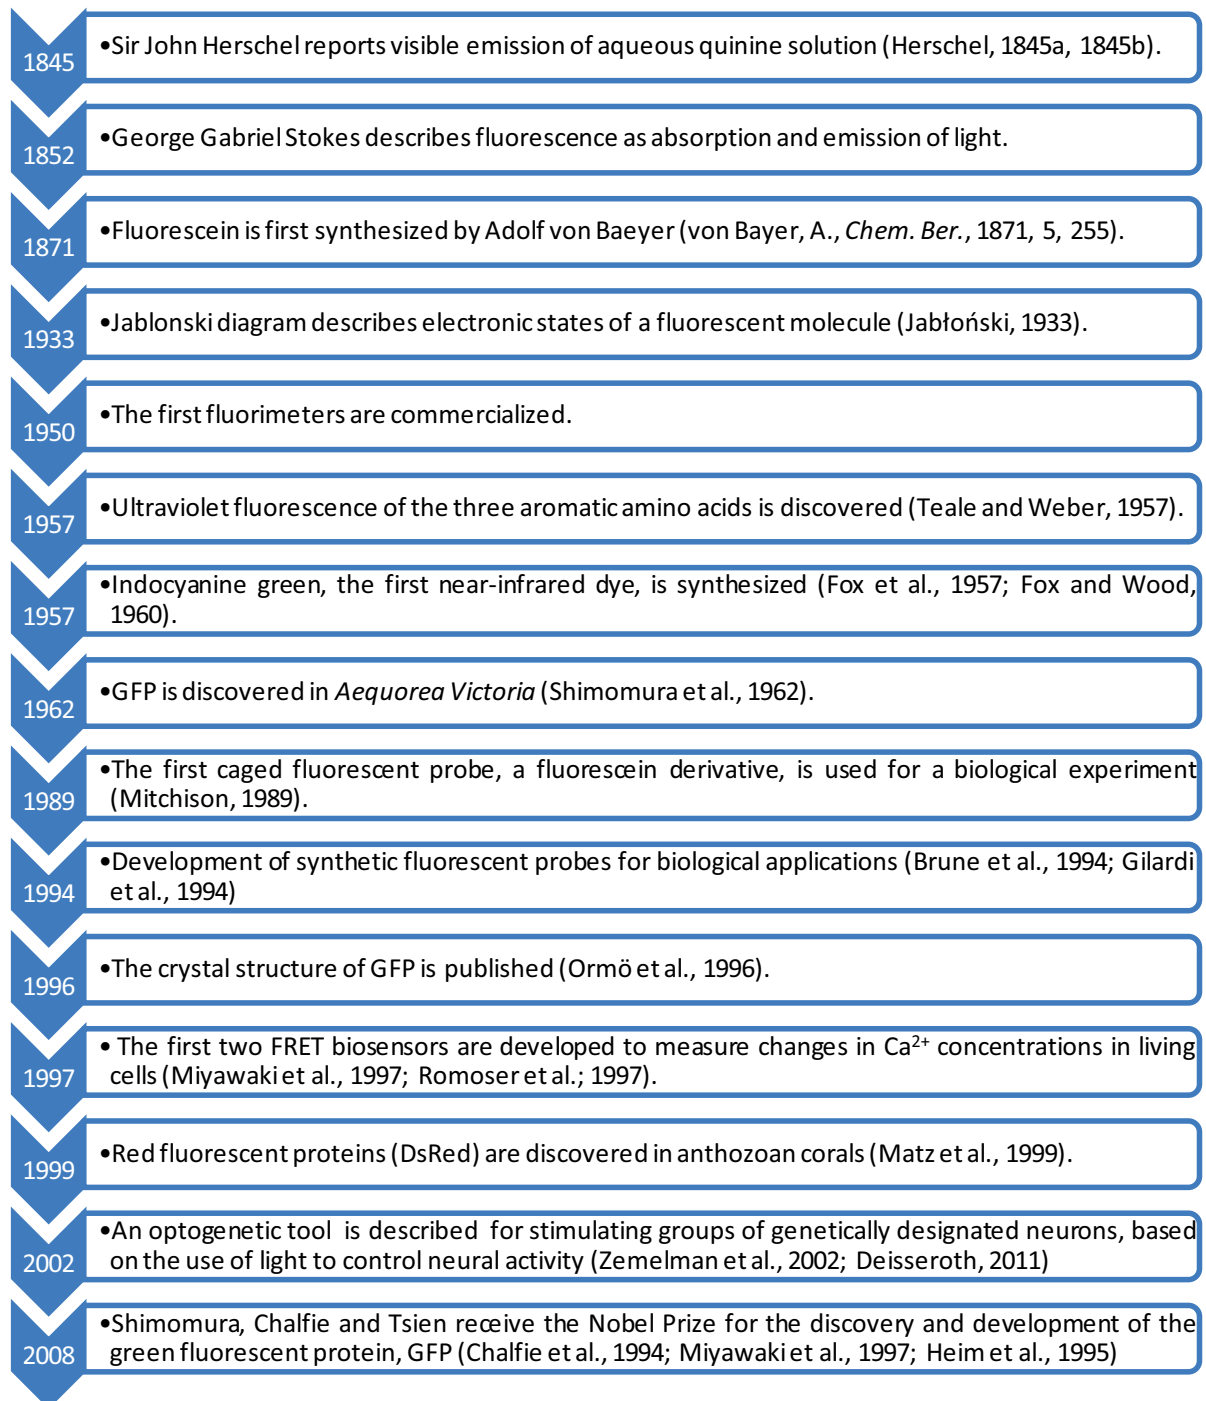 1845
•Sir John Herschel reports visible emission of aqueous quinine solution (Herschel, 1845a, 1845b).
1852
•George Gabriel Stokes describes fluorescence as absorption and emission of light.
1871
•Fluorescein is first synthesized by Adolf von Baeyer (von Bayer, A., Chem. Ber., 1871, 5, 255).
1933
•Jablonski diagram describes electronic states of a fluorescent molecule (Jabłoński, 1933).
1950
•The first fluorimeters are commercialized.
1957
•Ultraviolet fluorescence of the three aromatic amino acids is discovered (Teale and Weber, 1957).
1957
•Indocyanine green, the first near-infrared dye, is synthesized (Fox et al., 1957; Fox and Wood,
1960).
1962
•GFP is discovered in Aequorea Victoria (Shimomura et al., 1962).
1989
•The first caged fluorescent probe, a fluorescein derivative, is used for a biological experiment
(Mitchison, 1989).
1994
•Development of synthetic fluorescent probes for biological applications (Brune et al., 1994; Gilardi
et al., 1994)
1996
•The crystal structure of GFP is published (Ormö et al., 1996).
1997
• The first two FRET biosensors are developed to measure changes in Ca²⁺ concentrations in living
cells (Miyawaki et al., 1997; Romoser et al.; 1997).
1999
•Red fluorescent proteins (DsRed) are discovered in anthozoan corals (Matz et al., 1999).
2002
•An optogenetic tool is described for stimulating groups of genetically designated neurons, based
on the use of light to control neural activity (Zemelman et al., 2002; Deisseroth, 2011)
2008
•Shimomura, Chalfie and Tsien receive the Nobel Prize for the discovery and development of the
green fluorescent protein, GFP (Chalfie et al., 1994; Miyawaki et al., 1997; Heim et al., 1995)